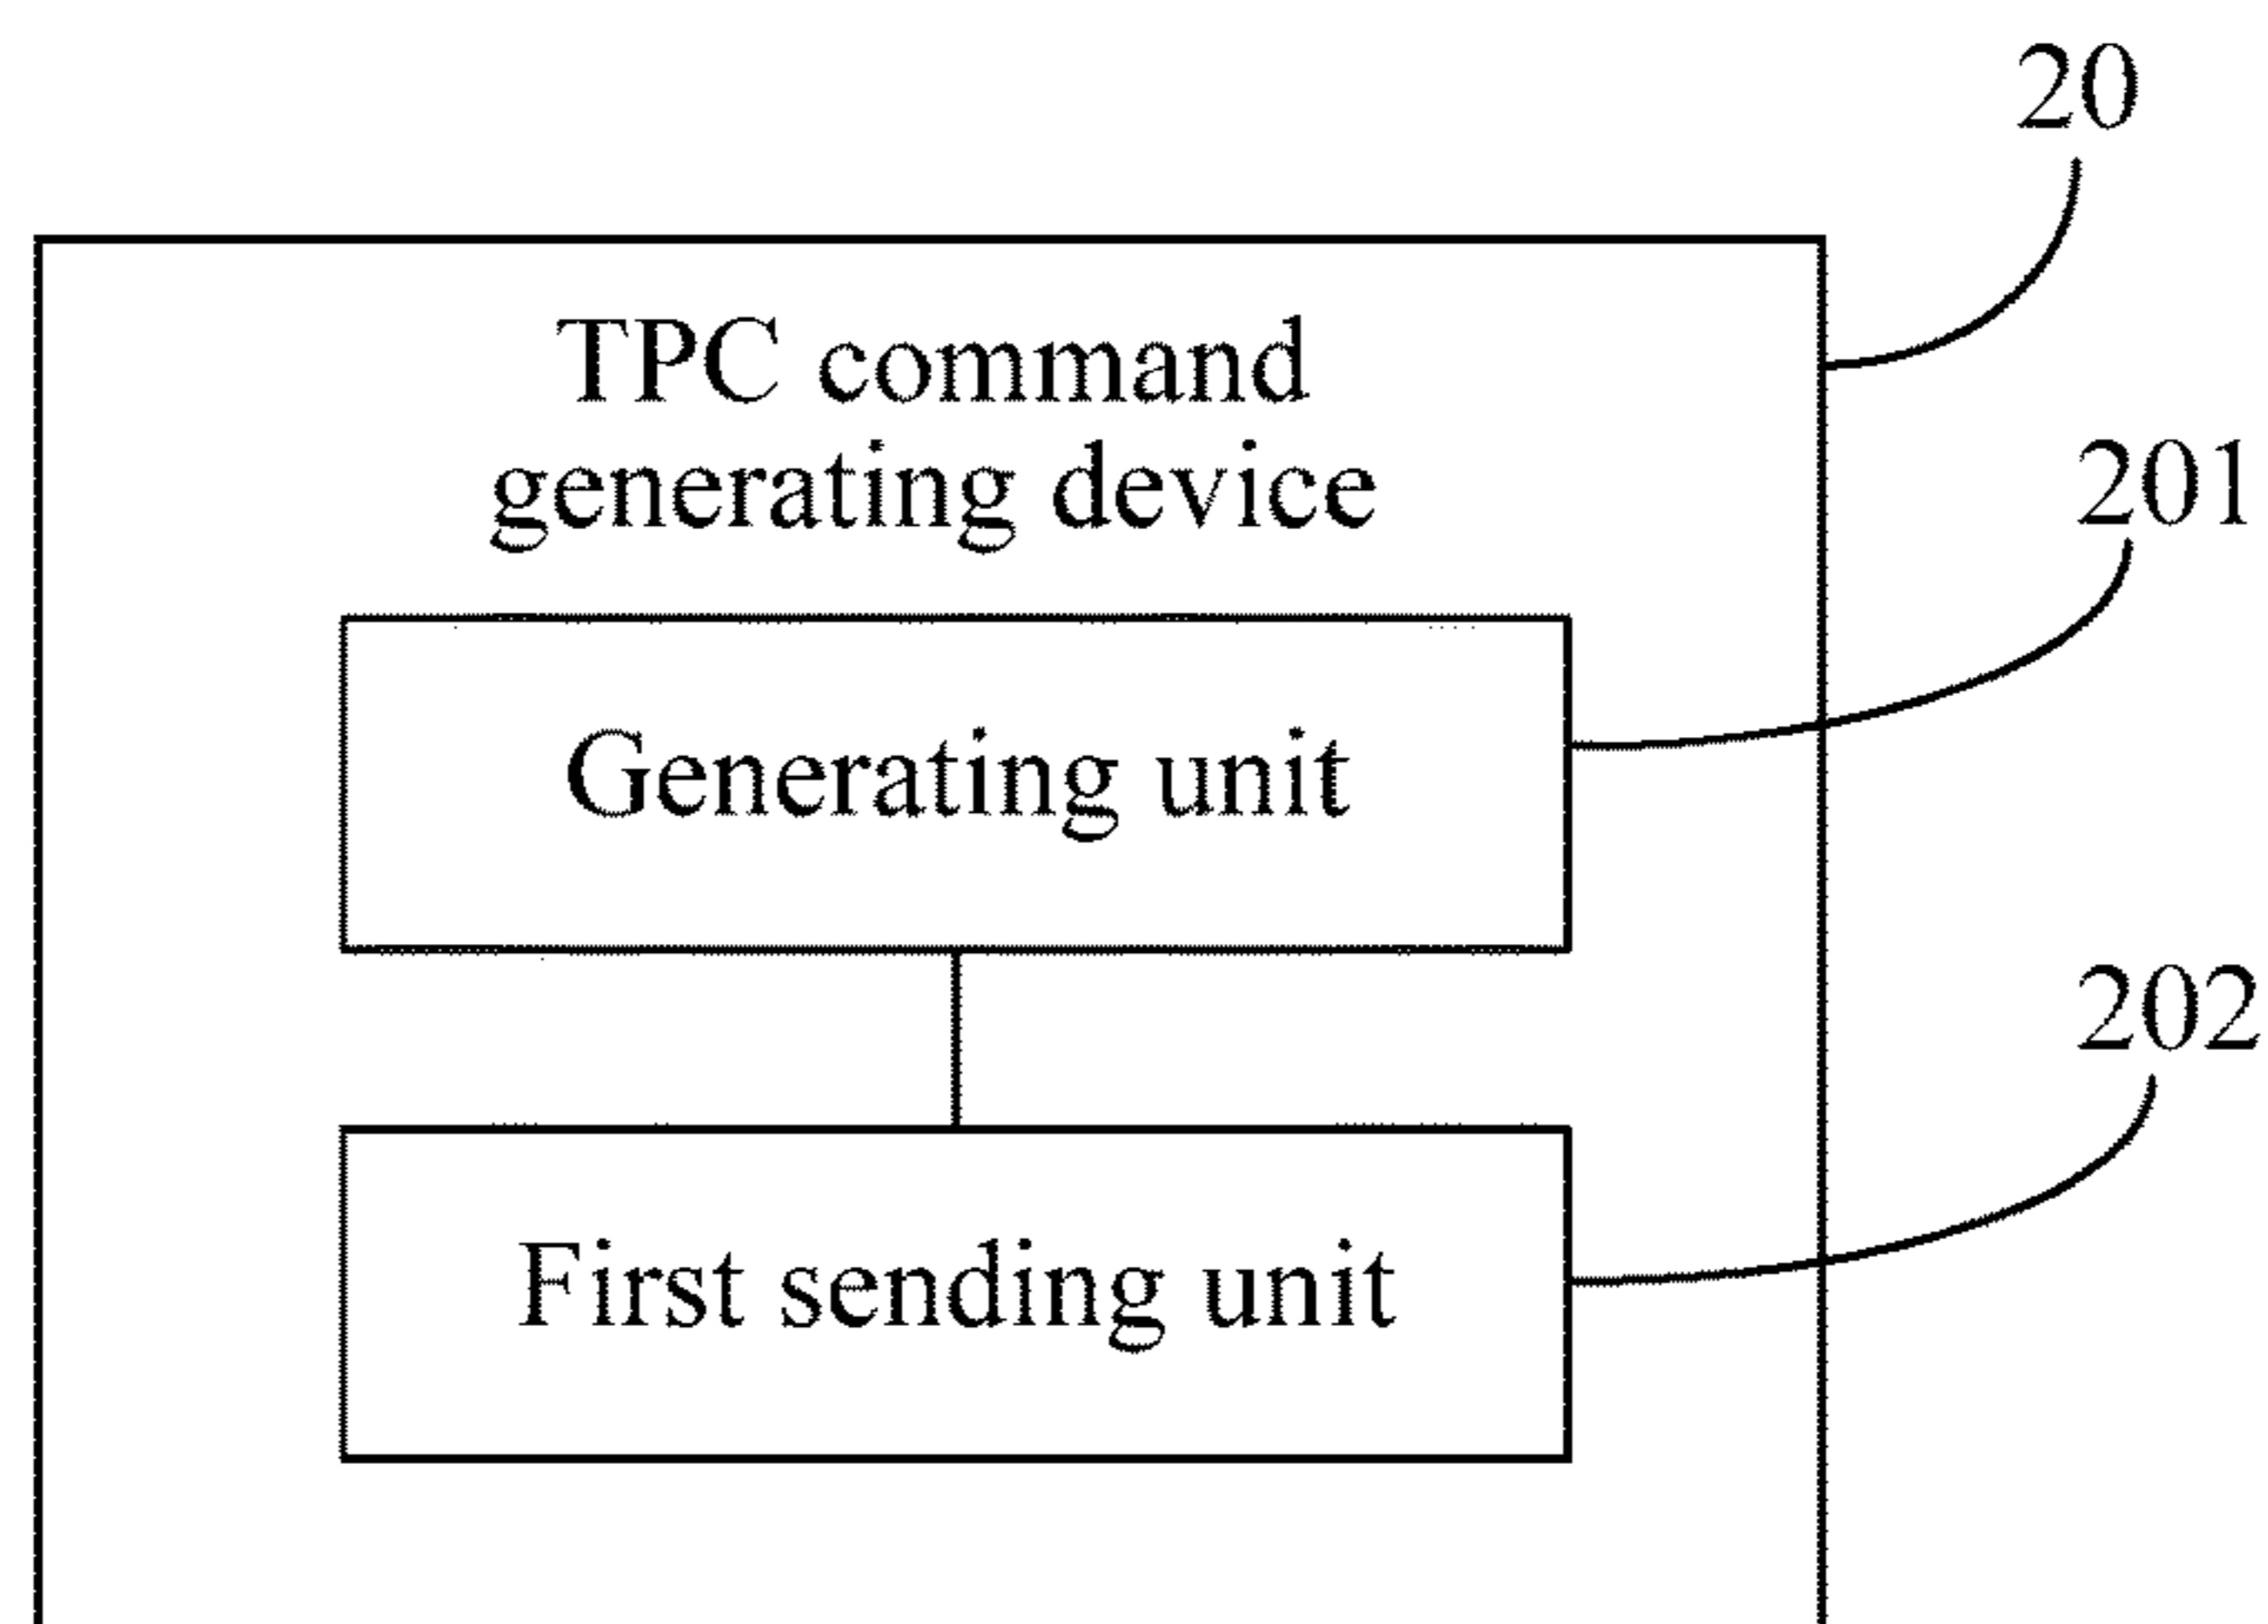 20
TPC command
generating device
201
Generating unit
202
First sending unit